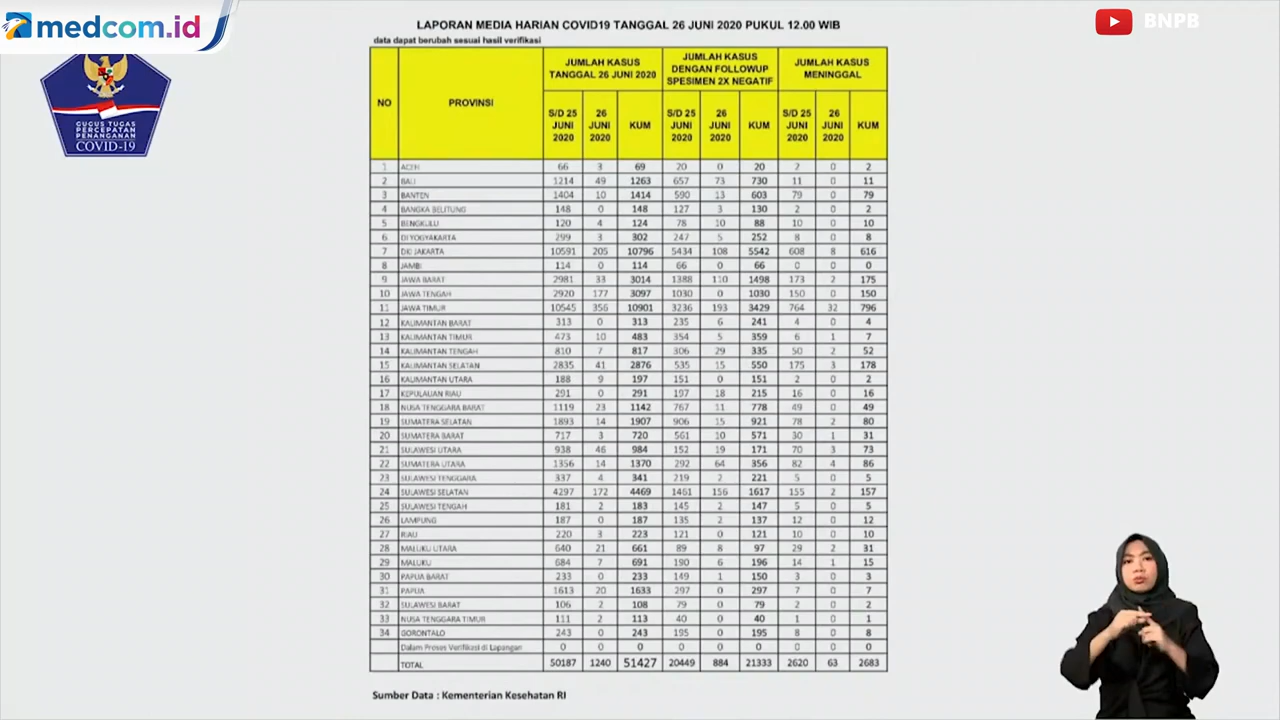 medcom.id
BNPB
LAPORAN MEDIA HARIAN COVID19 TANGGAL 26 JUNI 2020 PUKUL 12.00 WIB
data dapat berubah sesuai hasil verifikasi
GUGUS TUGAS
PERCEPATAN
PENANGANAN
COVID-19
NO PROVINSI JUMLAH KASUS TANGGAL 26 JUNI 2020 JUMLAH KASUS DENGAN FOLLOWUP SPESIMEN 2X NEGATIF JUMLAH KASUS MENINGGAL
S/D 25 JUNI 2020 26 JUNI 2020 KUM S/D 25 JUNI 2020 26 JUNI 2020 KUM S/D 25 JUNI 2020 26 JUNI 2020 KUM
1 ACEH 66 3 69 20 0 20 2 0 2
2 BALI 1214 49 1263 657 73 730 11 0 11
3 BANTEN 1404 10 1414 590 13 603 79 0 79
4 BANGKA BELITUNG 148 0 148 127 3 130 2 0 2
5 BENGKULU 120 4 124 78 10 88 10 0 10
6 DI YOGYAKARTA 299 3 302 247 5 252 8 0 8
7 DKI JAKARTA 10591 205 10796 5434 108 5542 608 8 616
8 JAMBI 114 0 114 66 0 66 0 0 0
9 JAWA BARAT 2981 33 3014 1388 110 1498 173 2 175
10 JAWA TENGAH 2920 177 3097 1030 0 1030 150 0 150
11 JAWA TIMUR 10545 356 10901 3236 193 3429 764 32 796
12 KALIMANTAN BARAT 313 0 313 235 6 241 4 0 4
13 KALIMANTAN TIMUR 473 10 483 354 5 359 6 1 7
14 KALIMANTAN TENGAH 810 7 817 306 29 335 50 2 52
15 KALIMANTAN SELATAN 2835 41 2876 535 15 550 175 3 178
16 KALIMANTAN UTARA 188 9 197 151 0 151 2 0 2
17 KEPULAUAN RIAU 291 0 291 197 18 215 16 0 16
18 NUSA TENGGARA BARAT 1119 23 1142 767 11 778 49 0 49
19 SUMATERA SELATAN 1893 14 1907 906 15 921 78 2 80
20 SUMATERA BARAT 717 3 720 561 10 571 30 1 31
21 SULAWESI UTARA 938 46 984 152 19 171 70 3 73
22 SUMATERA UTARA 1356 14 1370 292 64 356 82 4 86
23 SULAWESI TENGGARA 337 4 341 219 2 221 5 0 5
24 SULAWESI SELATAN 4297 172 4469 1461 156 1617 155 2 157
25 SULAWESI TENGAH 181 2 183 145 2 147 5 0 5
26 LAMPUNG 187 0 187 135 2 137 12 0 12
27 RIAU 220 3 223 121 0 121 10 0 10
28 MALUKU UTARA 640 21 661 89 8 97 29 2 31
29 MALUKU 684 7 691 190 6 196 14 1 15
30 PAPUA BARAT 233 0 233 149 1 150 3 0 3
31 PAPUA 1613 20 1633 297 0 297 7 0 7
32 SULAWESI BARAT 106 2 108 79 0 79 2 0 2
33 NUSA TENGGARA TIMUR 111 2 113 40 0 40 1 0 1
34 GORONTALO 243 0 243 195 0 195 8 0 8
Dalam Proses Verifikasi di Lapangan 0 0 0 0 0 0 0 0 0
TOTAL 50187 1240 51427 20449 884 21333 2620 63 2683
Sumber Data : Kementerian Kesehatan RI